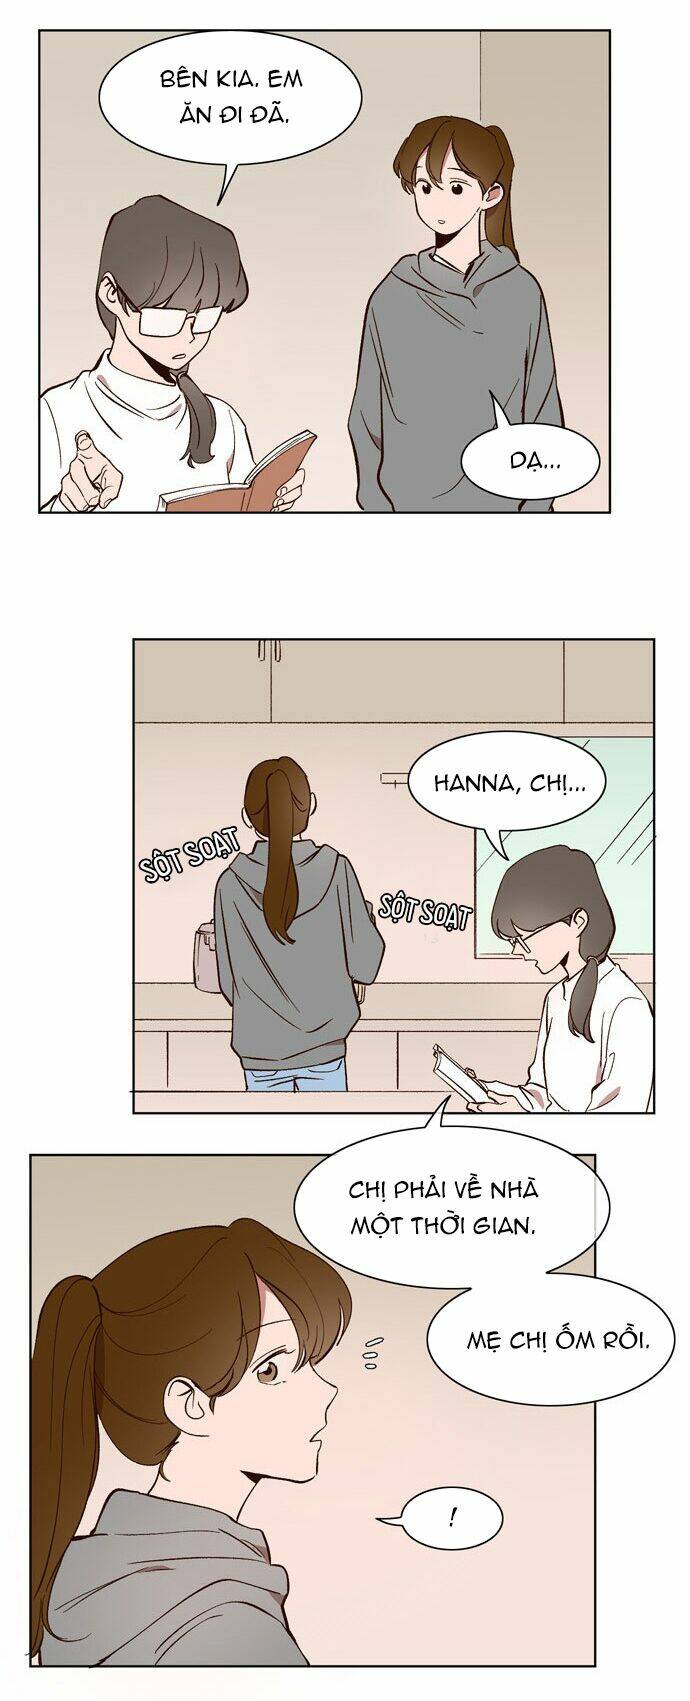 BÊN KIA. EM
ĂN ĐI ĐÃ.
DẠ...
HANNA, CHỊ...
SỘT SOẠT
SỘT SOẠT
CHỊ PHẢI VỀ NHÀ
MỘT THỜI GIAN.
MẸ CHỊ ỐM RỒI.
!